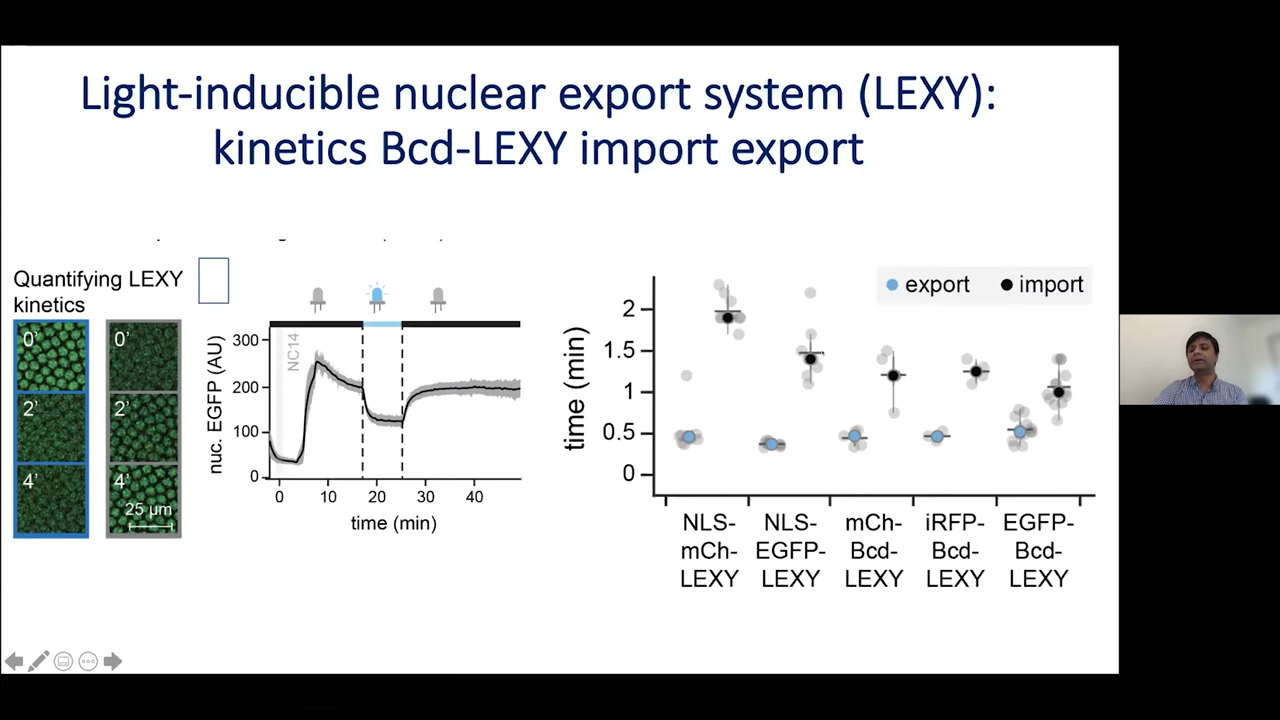 Light-inducible nuclear export system (LEXY):
kinetics Bcd-LEXY import export
Quantifying LEXY
kinetics
0'
2'
4'
0'
2'
4'
25 µm
nuc. EGFP (AU)
300
200
100
0
NC14
0
10
20
30
40
time (min)
export
import
time (min)
2
1.5
1
0.5
0
NLS-
mCh-
LEXY
NLS-
EGFP-
LEXY
mCh-
Bcd-
LEXY
iRFP-
Bcd-
LEXY
EGFP-
Bcd-
LEXY